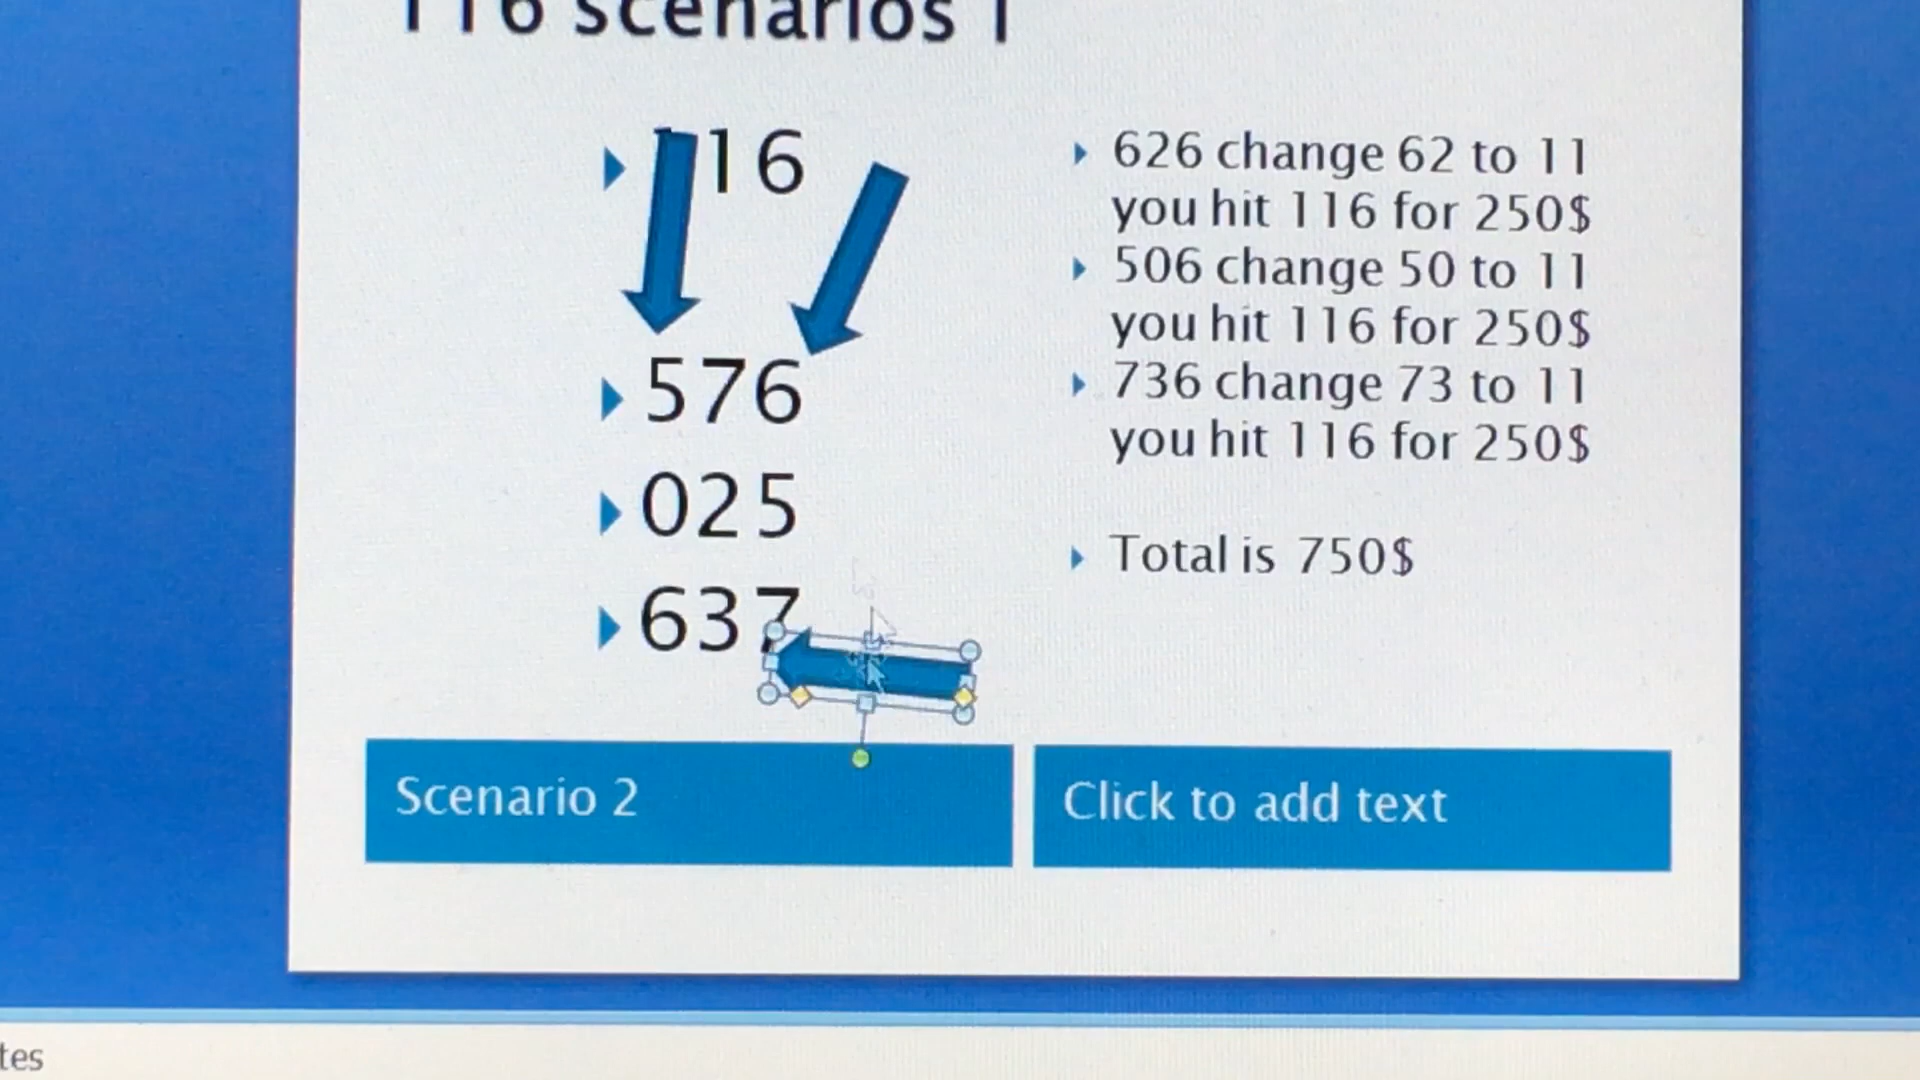 116 scenarios 1
16
576
025
637
626 change 62 to 11
you hit 116 for 250$
506 change 50 to 11
you hit 116 for 250$
736 change 73 to 11
you hit 116 for 250$
Total is 750$
Scenario 2
Click to add text
tes